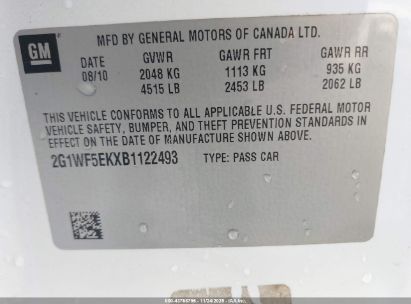 GM
MFD BY GENERAL MOTORS OF CANADA LTD.
DATE GVWR GAWR FRT GAWR RR
08/10 2048 KG 1113 KG 935 KG
4515 LB 2453 LB 2062 LB
THIS VEHICLE CONFORMS TO ALL APPLICABLE U.S. FEDERAL MOTOR
VEHICLE SAFETY, BUMPER, AND THEFT PREVENTION STANDARDS IN
EFFECT ON THE DATE OF MANUFACTURE SHOWN ABOVE.
2G1WF5EKXB1122493 TYPE: PASS CAR